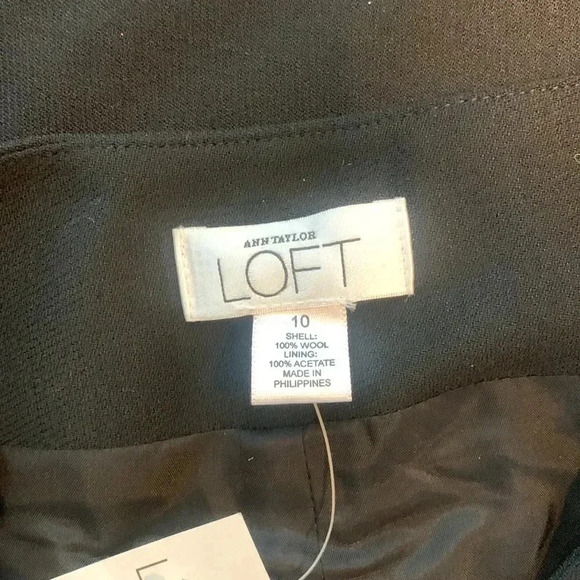 ANN TAYLOR
LOFT
10
SHELL:
100% WOOL
LINING:
100% ACETATE
MADE IN
PHILIPPINES